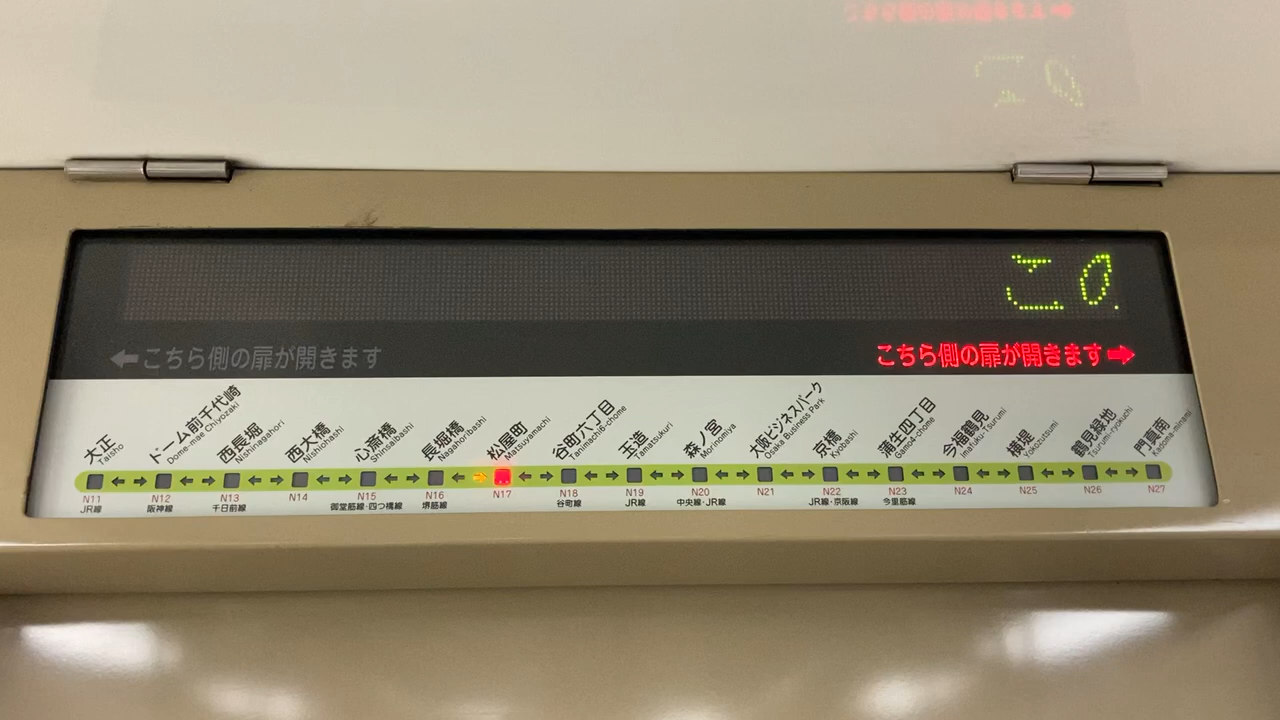 この
←こちら側の扉が開きます
こちら側の扉が開きます→
大正 Taisho
ドーム前千代崎 Dome-mae Chiyozaki
西長堀 Nishinagahori
西大橋 Nishiohashi
心斎橋 Shinsaibashi
長堀橋 Nagahoribashi
松屋町 Matsuyamachi
谷町六丁目 Tanimachi6-chome
玉造 Tamatsukuri
森ノ宮 Morinomiya
大阪ビジネスパーク Osaka Business Park
京橋 Kyobashi
蒲生四丁目 Gamo4-chome
今福鶴見 Imafuku-Tsurumi
横堤 Yokozutsumi
鶴見緑地 Tsurumi-ryokuchi
門真南 Kadoma-minami
N11 N12 N13 N14 N15 N16 N17 N18 N19 N20 N21 N22 N23 N24 N25 N26 N27
JR線 阪神線 千日前線 御堂筋線・四つ橋線 堺筋線 谷町線 JR線 中央線・JR線 JR線・京阪線 今里筋線